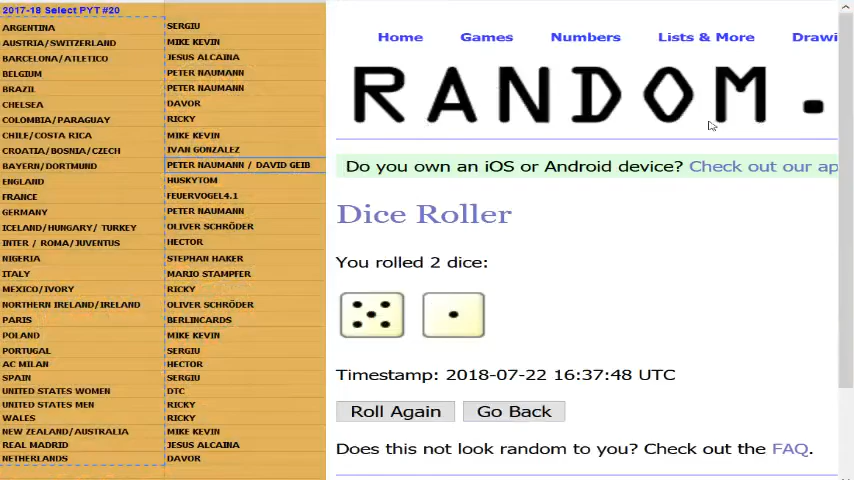 2017-18 Select PYT #20
ARGENTINA SERGIU
AUSTRIA/SWITZERLAND MIKE KEVIN
BARCELONA/ATLETICO JESUS ALCAINA
BELGIUM PETER NAUMANN
BRAZIL PETER NAUMANN
CHELSEA DAVOR
COLOMBIA/PARAGUAY RICKY
CHILE/COSTA RICA MIKE KEVIN
CROATIA/BOSNIA/CZECH IVAN GONZALEZ
BAYERN/DORTMUND PETER NAUMANN / DAVID GEIB
ENGLAND HUSKYTOM
FRANCE FEUERVOGEL4.1
GERMANY PETER NAUMANN
ICELAND/HUNGARY/ TURKEY OLIVER SCHRÖDER
INTER / ROMA/JUVENTUS HECTOR
NIGERIA STEPHAN HAKER
ITALY MARIO STAMPFER
MEXICO/IVORY RICKY
NORTHERN IRELAND/IRELAND OLIVER SCHRÖDER
PARIS BERLINCARDS
POLAND MIKE KEVIN
PORTUGAL SERGIU
AC MILAN HECTOR
SPAIN SERGIU
UNITED STATES WOMEN DTC
UNITED STATES MEN RICKY
WALES RICKY
NEW ZEALAND/AUSTRALIA MIKE KEVIN
REAL MADRID JESUS ALCAINA
NETHERLANDS DAVOR
Home Games Numbers Lists & More Drawi
RANDOM.
Do you own an iOS or Android device? Check out our ap
Dice Roller
You rolled 2 dice:
Timestamp: 2018-07-22 16:37:48 UTC
Roll Again Go Back
Does this not look random to you? Check out the FAQ.